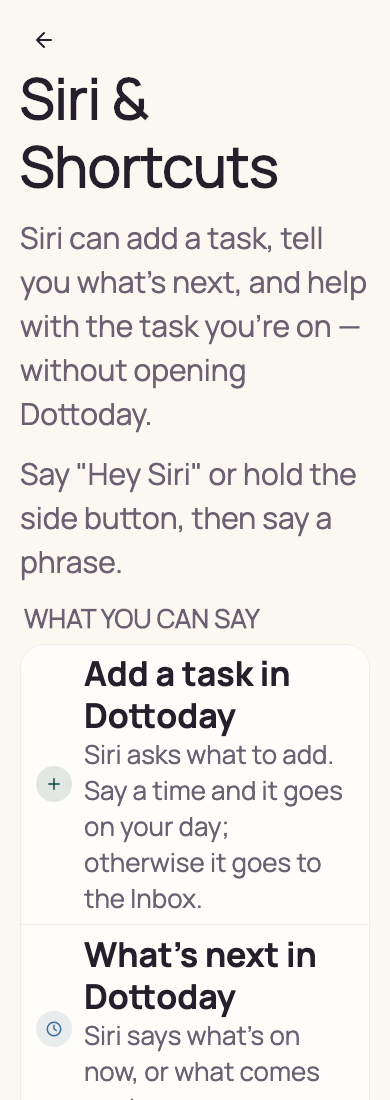 Siri &
Shortcuts
Siri can add a task, tell
you what’s next, and help
with the task you’re on —
without opening
Dottoday.
Say "Hey Siri" or hold the
side button, then say a
phrase.
WHAT YOU CAN SAY
Add a task in
Dottoday
Siri asks what to add.
Say a time and it goes
on your day;
otherwise it goes to
the Inbox.
What’s next in
Dottoday
Siri says what’s on
now, or what comes